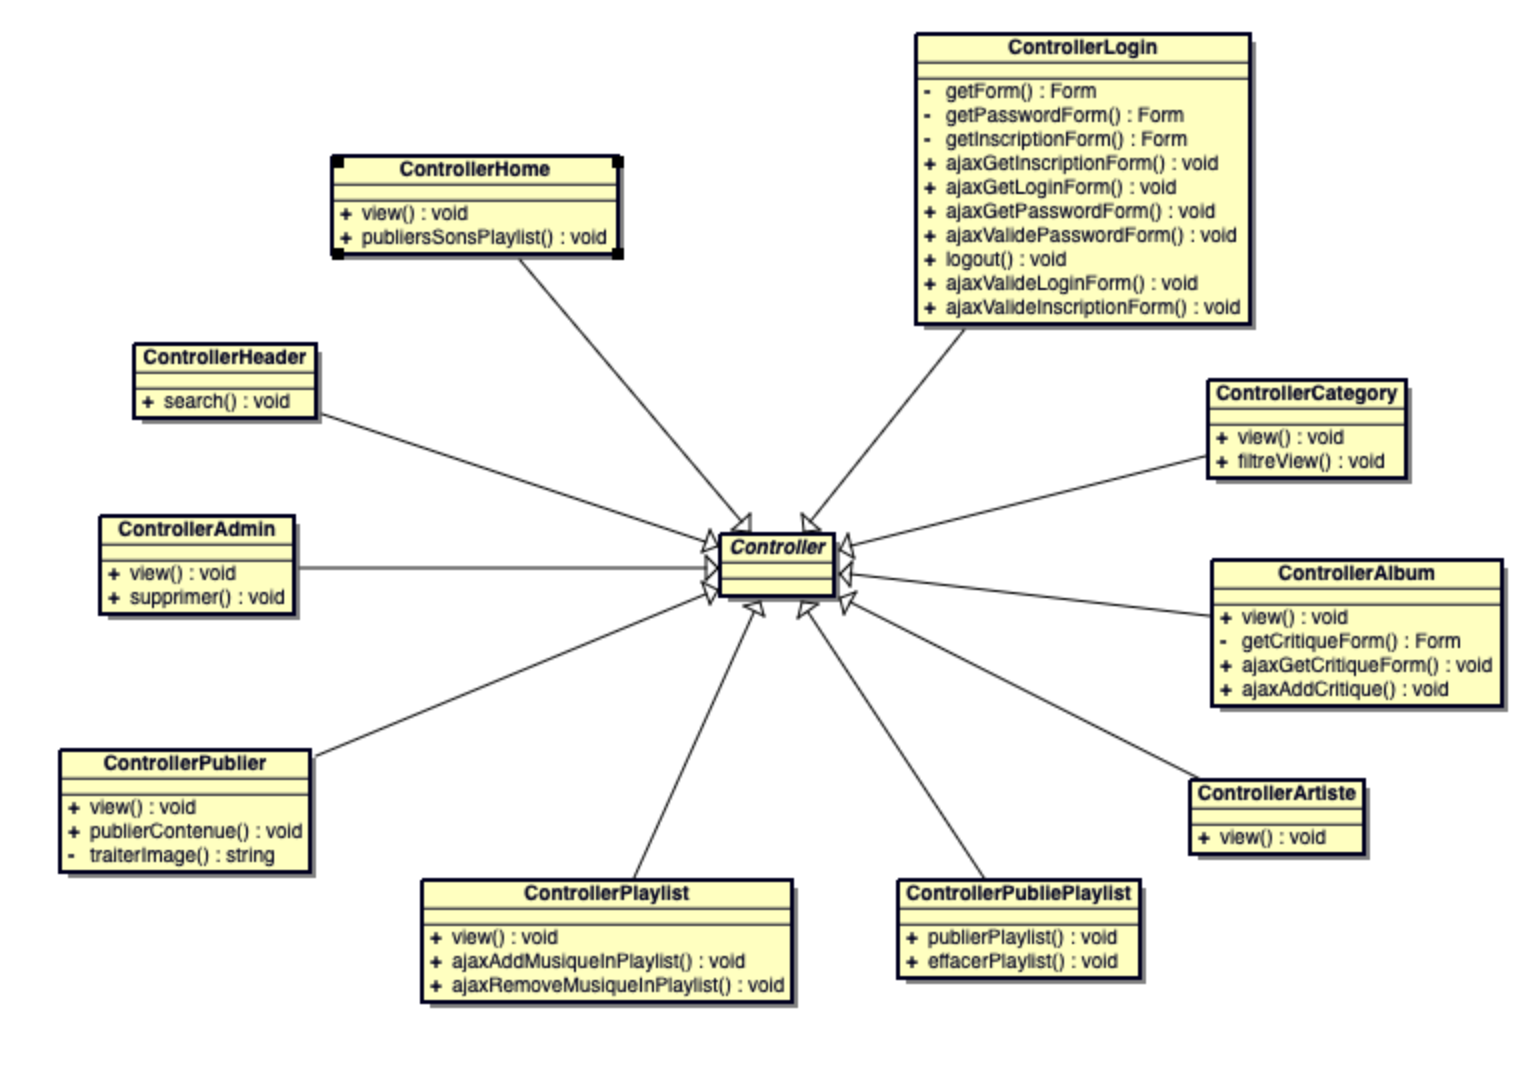 ControllerLogin
- getForm() : Form
- getPasswordForm() : Form
- getInscriptionForm() : Form
+ ajaxGetInscriptionForm() : void
+ ajaxGetLoginForm() : void
+ ajaxGetPasswordForm() : void
+ ajaxValidePasswordForm() : void
+ logout() : void
+ ajaxValideLoginForm() : void
+ ajaxValideInscriptionForm() : void
ControllerHome
+ view() : void
+ publiersSonsPlaylist() : void
ControllerHeader
+ search() : void
ControllerCategory
+ view() : void
+ filtreView() : void
ControllerAdmin
+ view() : void
+ supprimer() : void
Controller
ControllerAlbum
+ view() : void
- getCritiqueForm() : Form
+ ajaxGetCritiqueForm() : void
+ ajaxAddCritique() : void
ControllerPublier
+ view() : void
+ publierContenue() : void
- traiterImage() : string
ControllerArtiste
+ view() : void
ControllerPlaylist
+ view() : void
+ ajaxAddMusiqueInPlaylist() : void
+ ajaxRemoveMusiqueInPlaylist() : void
ControllerPubliePlaylist
+ publierPlaylist() : void
+ effacerPlaylist() : void